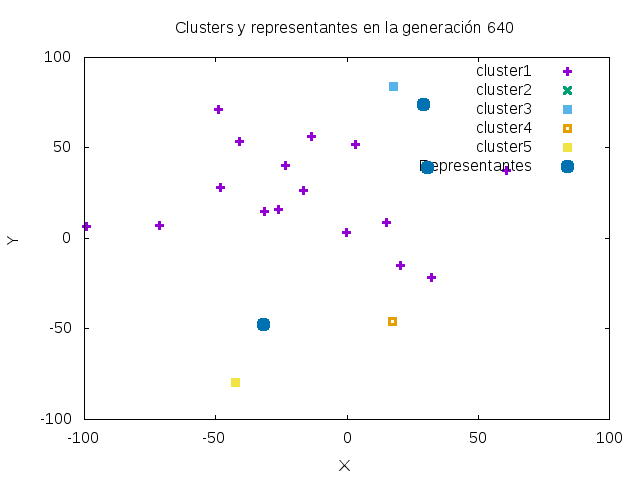 Clusters y representantes en la generación 640
100
50
0
-50
-100
-100
-50
0
50
100
Y
X
cluster1
cluster2
cluster3
cluster4
cluster5
Representantes